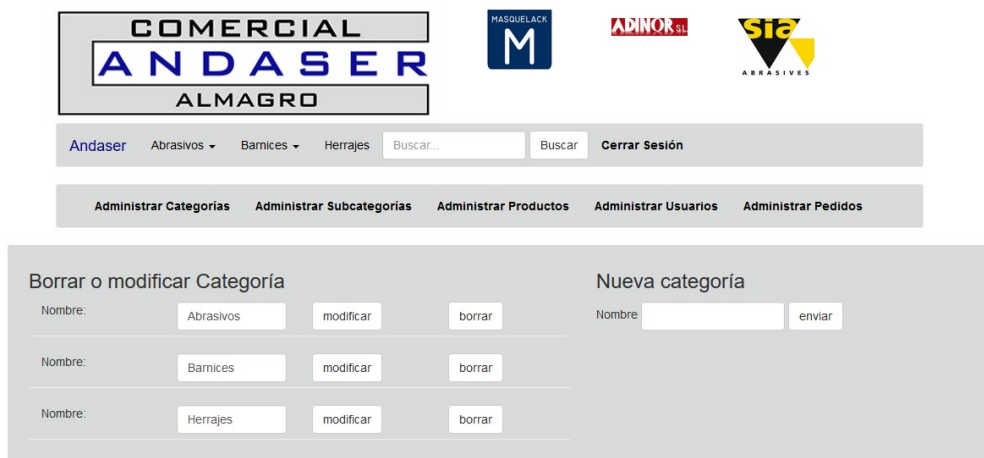 COMERCIAL
ANDASER
ALMAGRO
MASQUELACK
M
ADINOR S.L
sia
ABRASIVES
Andaser Abrasivos Barnices Herrajes Buscar... Buscar Cerrar Sesión
Administrar Categorías Administrar Subcategorías Administrar Productos Administrar Usuarios Administrar Pedidos
Borrar o modificar Categoría
Nombre: Abrasivos modificar borrar
Nombre: Barnices modificar borrar
Nombre: Herrajes modificar borrar
Nueva categoría
Nombre enviar